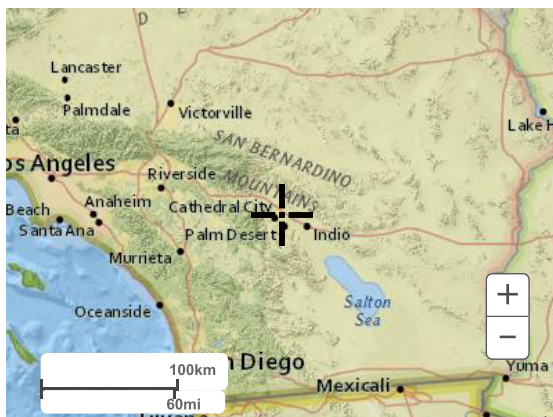 D
Lancaster
Palmdale
Victorville
ta
Lake H
SAN BERNARDINO
MOUNTAINS
os Angeles
Riverside
Beach
Anaheim
Cathedral City
Santa Ana
Palm Desert
Indio
Murrieta
Oceanside
Salton
Sea
+
−
100km
60mi
n Diego
Mexicali
Yuma